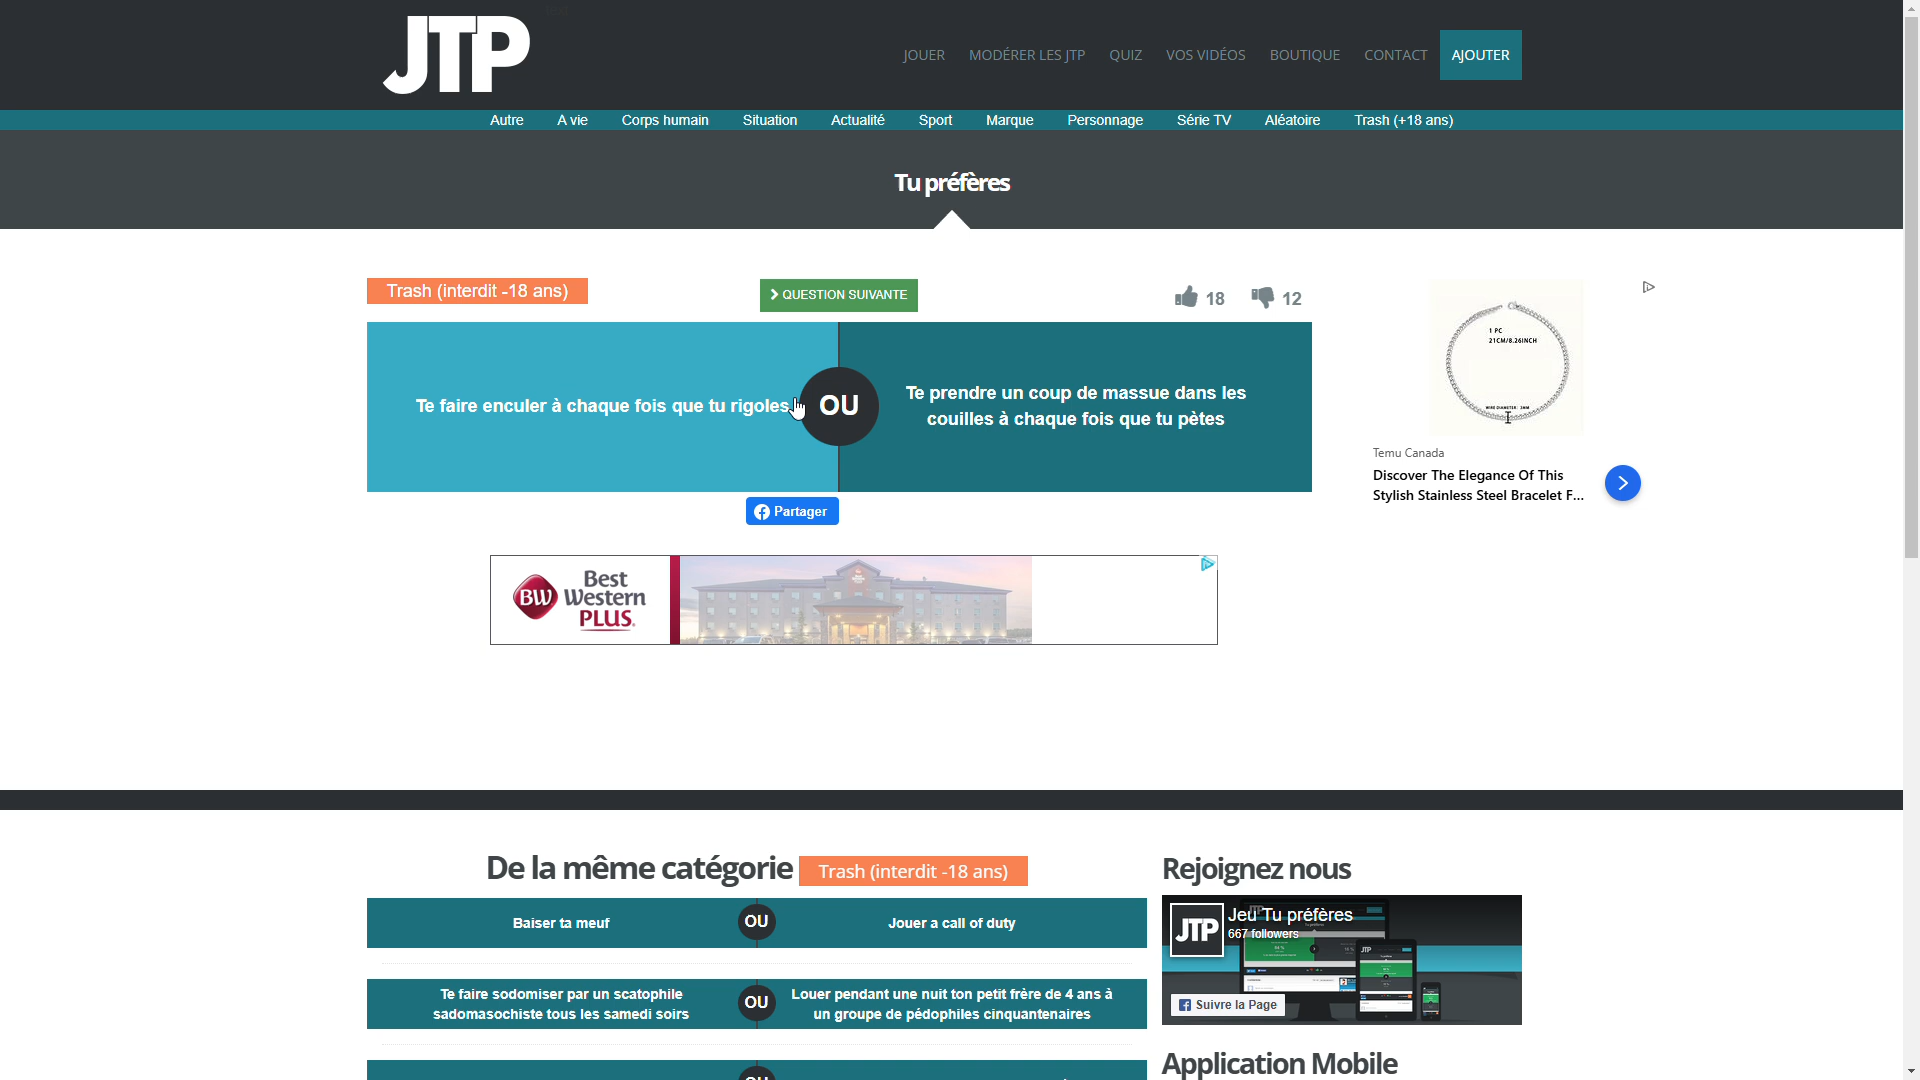 JTP
JOUER
MODÉRER LES JTP
QUIZ
VOS VIDÉOS
BOUTIQUE
CONTACT
AJOUTER
Autre
A vie
Corps humain
Situation
Actualité
Sport
Marque
Personnage
Série TV
Aléatoire
Trash (+18 ans)
Tu préfères
Trash (interdit -18 ans)
QUESTION SUIVANTE
18
12
Te faire enculer à chaque fois que tu rigoles
OU
Te prendre un coup de massue dans les
couilles à chaque fois que tu pètes
Partager
1 PC
21CM/8.26INCH
WIRE DIAMETER: 3MM
Temu Canada
Discover The Elegance Of This
Stylish Stainless Steel Bracelet F...
BW
Best
Western
PLUS.
De la même catégorie
Trash (interdit -18 ans)
Baiser ta meuf
OU
Jouer a call of duty
Te faire sodomiser par un scatophile
sadomasochiste tous les samedi soirs
OU
Louer pendant une nuit ton petit frère de 4 ans à
un groupe de pédophiles cinquantenaires
OU
Rejoignez nous
JTP
Jeu Tu préfères
667 followers
Suivre la Page
Application Mobile